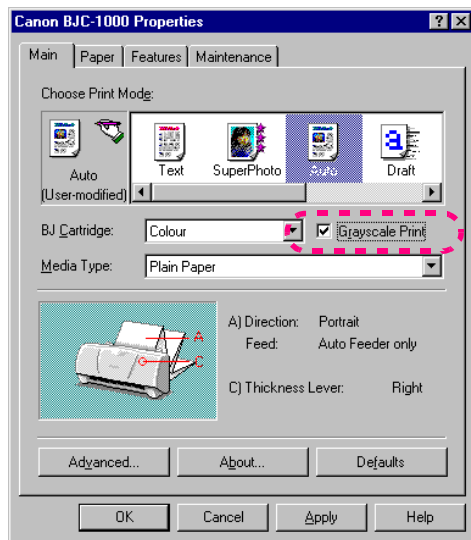 Canon BJC-1000 Properties
Main Paper Features Maintenance
Choose Print Mode:
Auto
(User-modified)
Text SuperPhoto Auto Draft
BJ Cartridge: Colour Grayscale Print
Media Type: Plain Paper
A) Direction: Portrait
Feed: Auto Feeder only
C) Thickness Lever: Right
A
C
Advanced... About... Defaults
OK Cancel Apply Help